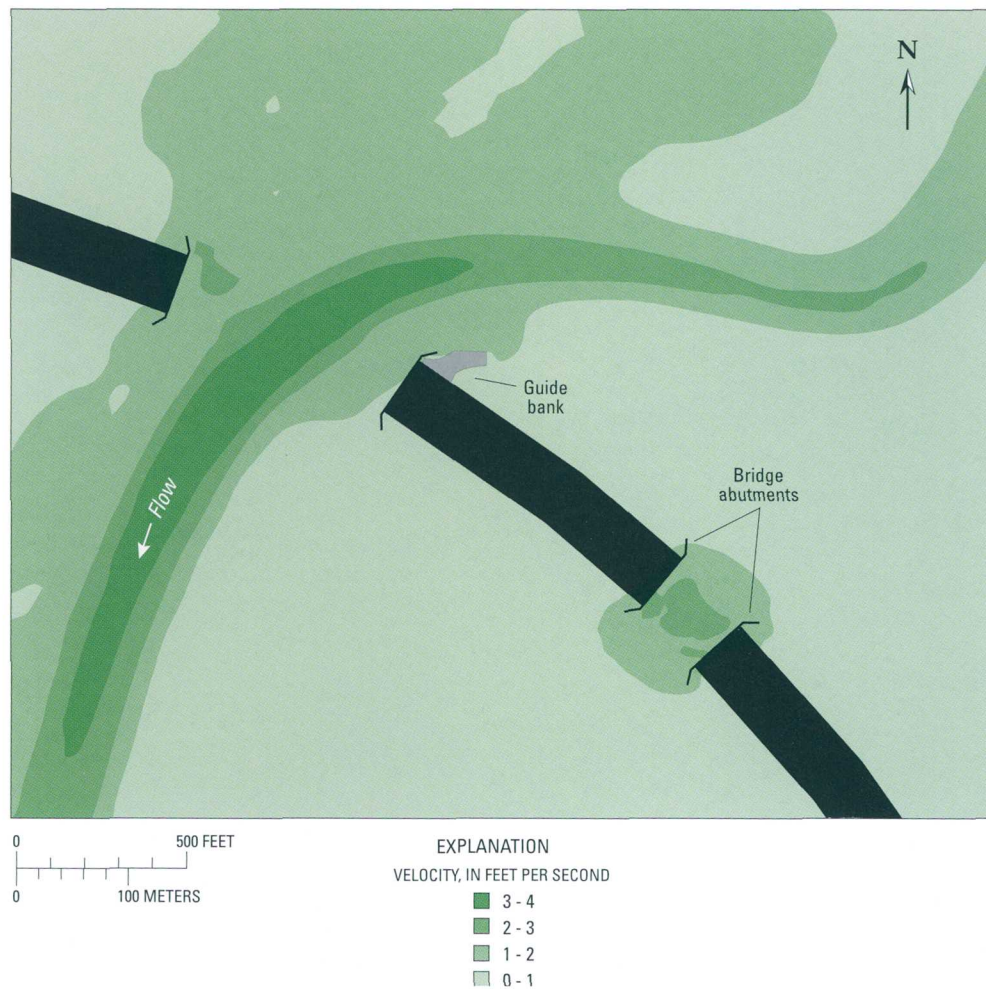 N
Guide
bank
Bridge
abutments
Flow
0 500 FEET
0 100 METERS
EXPLANATION
VELOCITY, IN FEET PER SECOND
3 - 4
2 - 3
1 - 2
0 - 1